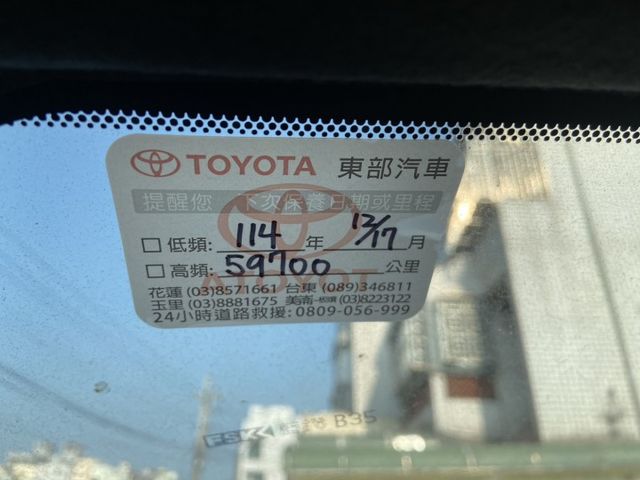 TOYOTA 東部汽車
提醒您 下次保養日期或里程
□低頻: 114 年 12/17 月
□高頻: 59700 公里
花蓮(03)8571661 台東(089)346811
玉里(03)8881675 美崙 (03)8223122
24小時道路救援:0809-056-999
FSK B35